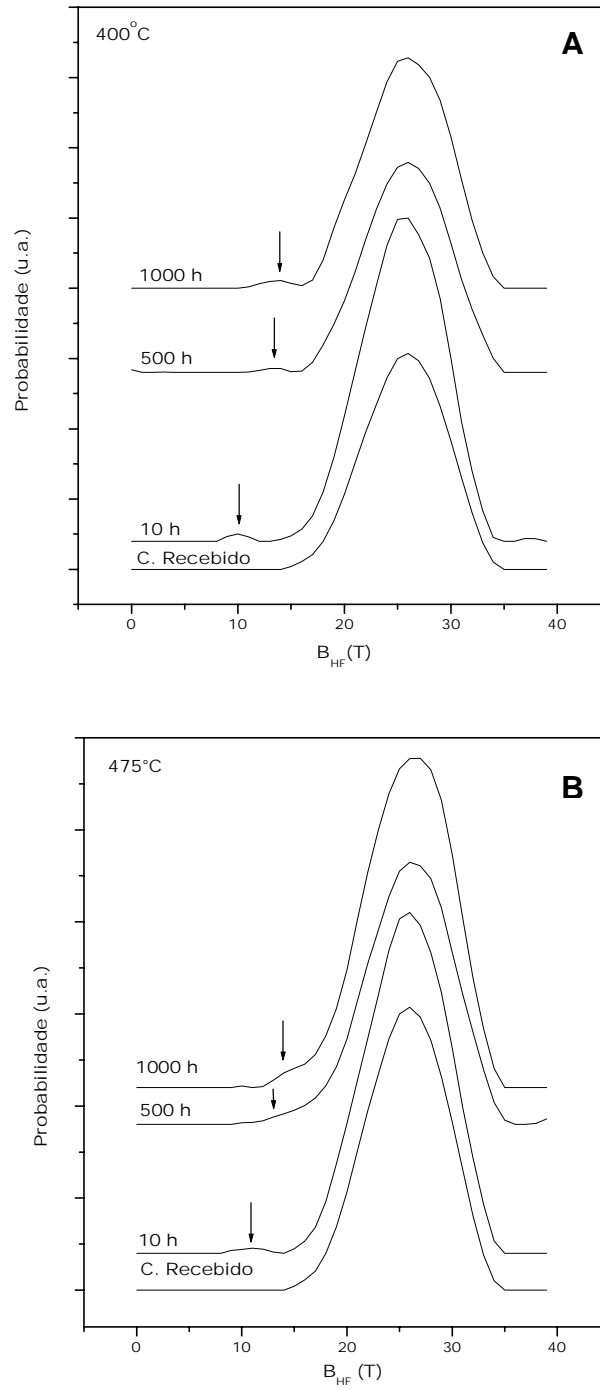 400°C
A
Probabilidade (u.a.)
1000 h
500 h
10 h
C. Recebido
0 10 20 30 40
B_HF(T)
475°C
B
Probabilidade (u.a.)
1000 h
500 h
10 h
C. Recebido
0 10 20 30 40
B_HF (T)